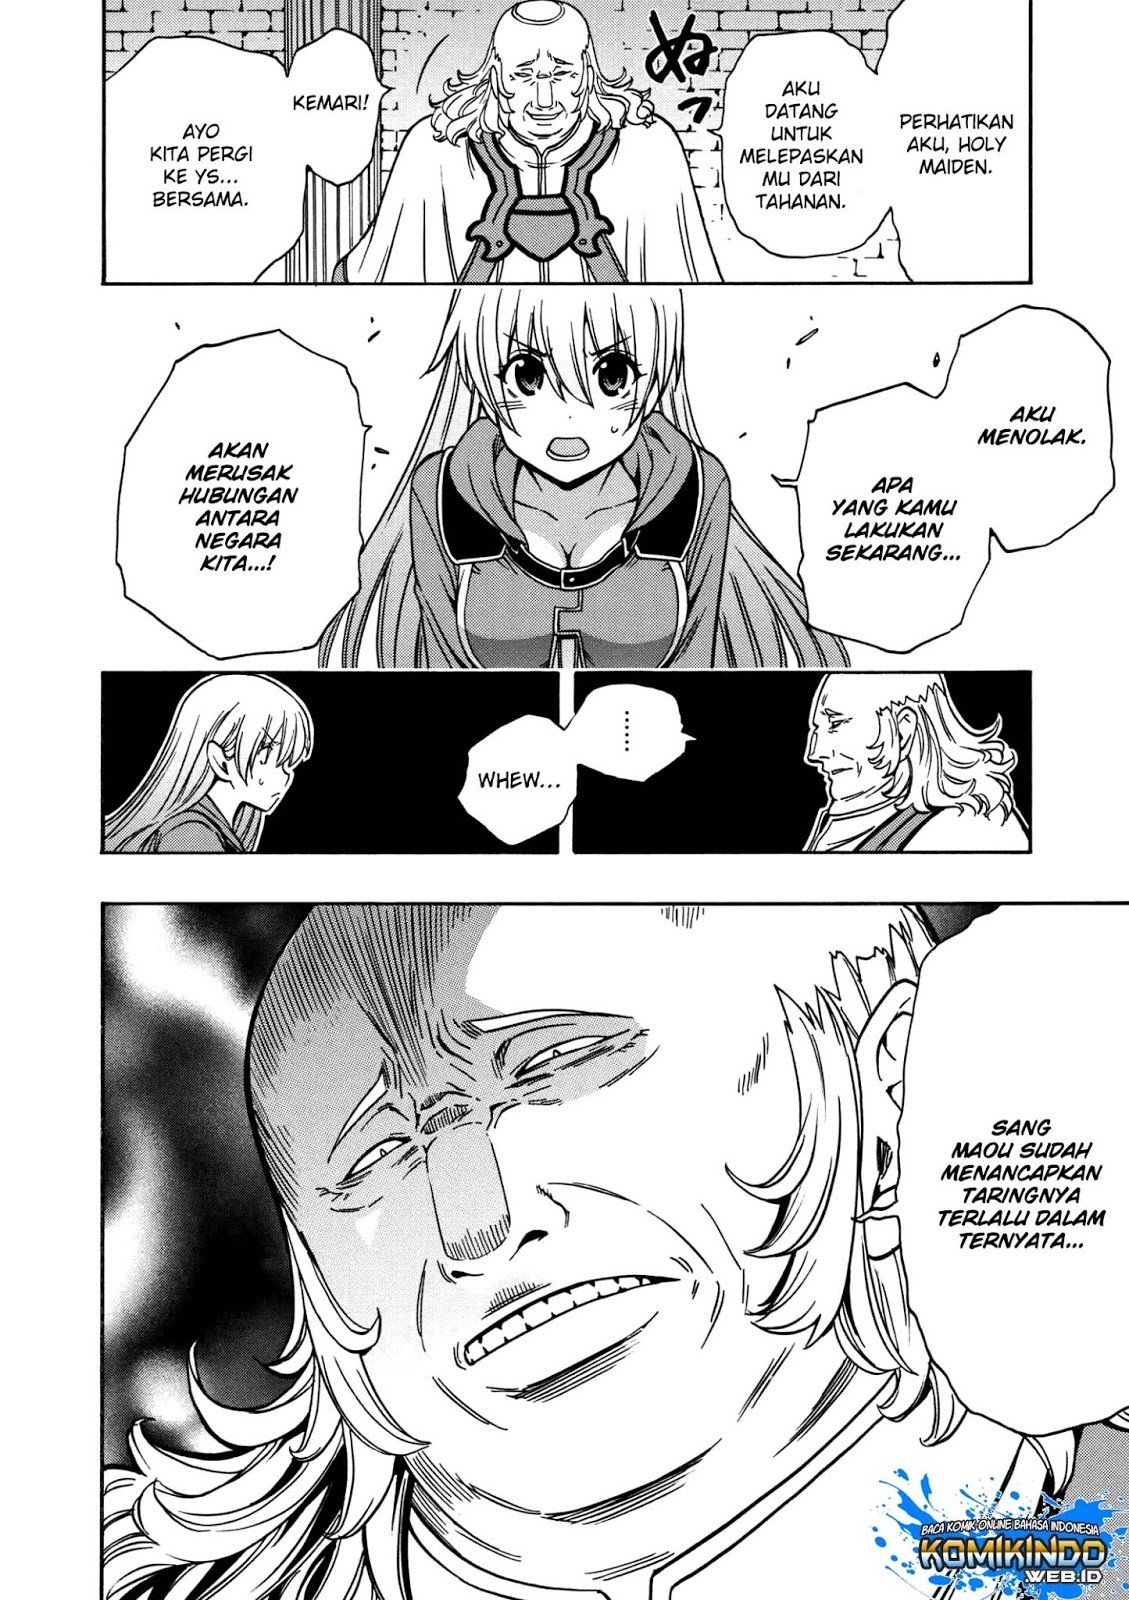 PERHATIKAN
AKU, HOLY
MAIDEN.
AKU
DATANG
UNTUK
MELEPASKAN
MU DARI
TAHANAN.
ぬっ
KEMARI!
AYO
KITA PERGI
KE YS...
BERSAMA.
AKU
MENOLAK.
APA
YANG KAMU
LAKUKAN
SEKARANG...
AKAN
MERUSAK
HUBUNGAN
ANTARA
NEGARA
KITA...!
......
WHEW...
SANG
MAOU SUDAH
MENANCAPKAN
TARINGNYA
TERLALU DALAM
TERNYATA...
BACA KOMIK ONLINE BAHASA INDONESIA
KOMIKINDO
WEB.ID